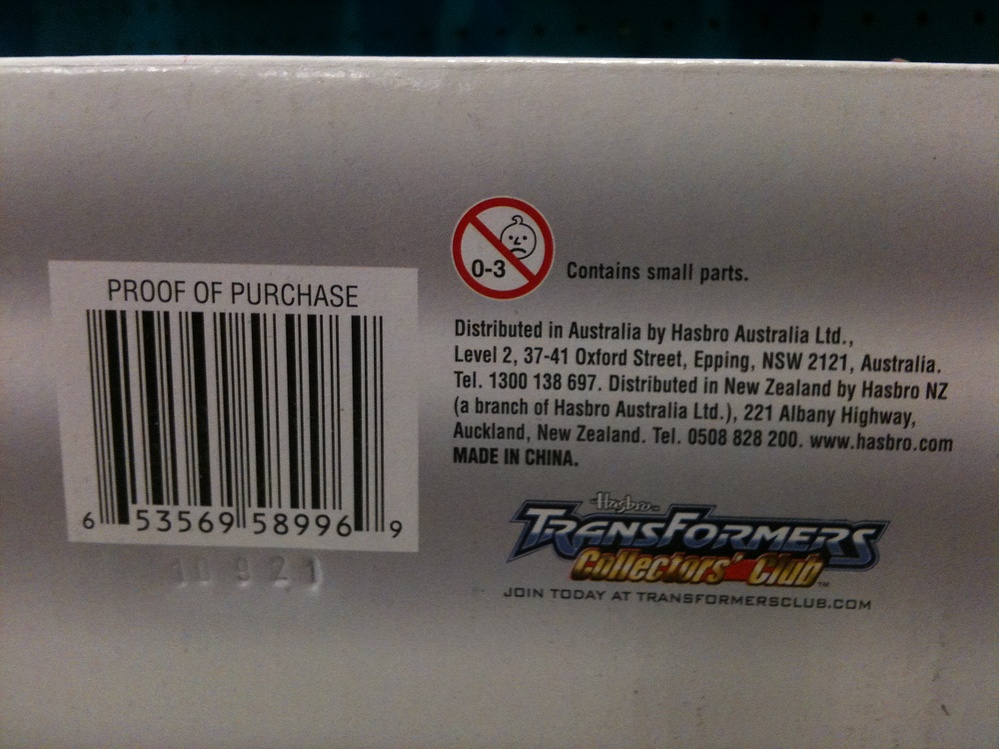 PROOF OF PURCHASE
6 53569 58996 9
10921
0-3
Contains small parts.
Distributed in Australia by Hasbro Australia Ltd.,
Level 2, 37-41 Oxford Street, Epping, NSW 2121, Australia.
Tel. 1300 138 697. Distributed in New Zealand by Hasbro NZ
(a branch of Hasbro Australia Ltd.), 221 Albany Highway,
Auckland, New Zealand. Tel. 0508 828 200. www.hasbro.com
MADE IN CHINA.
Hasbro
TRANSFORMERS
Collectors' Club™
JOIN TODAY AT TRANSFORMERSCLUB.COM